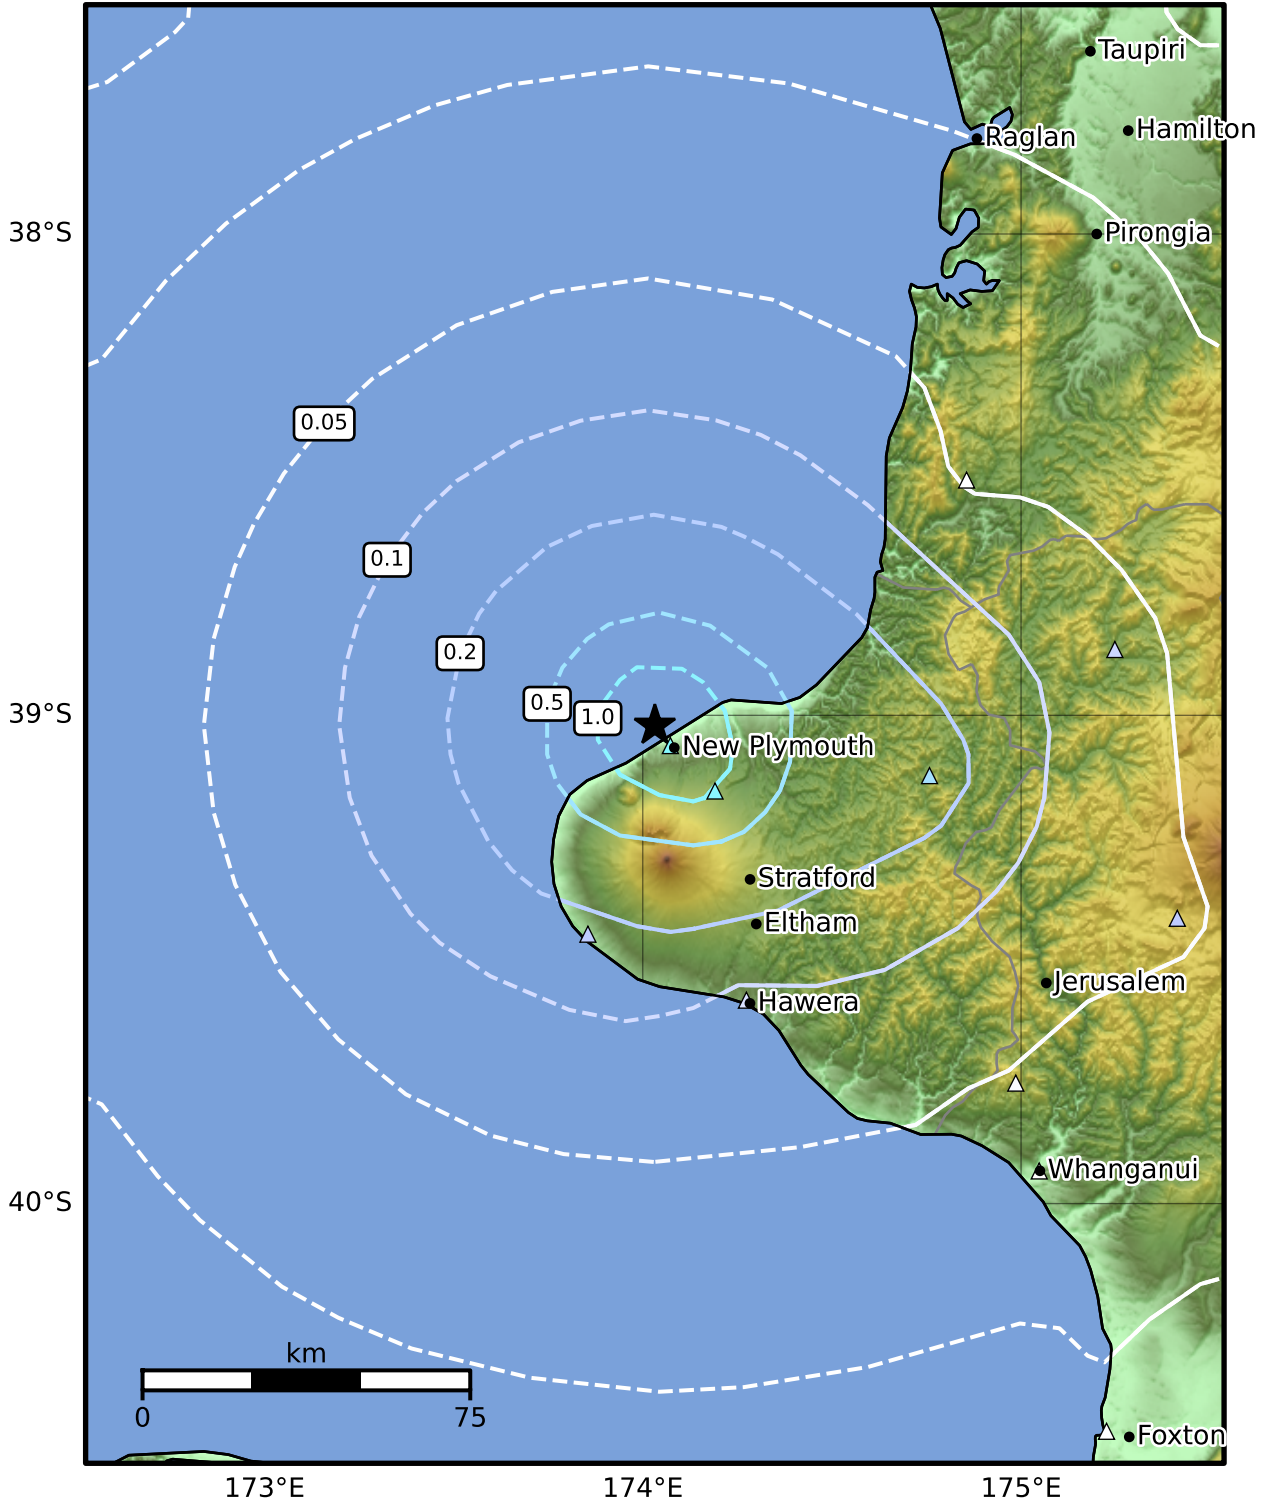 Taupiri
Hamilton
Raglan
38°S
Pirongia
0.05
0.1
0.2
0.5
1.0
39°S
New Plymouth
Stratford
Eltham
Jerusalem
Hawera
Whanganui
40°S
km
0 75
Foxton
173°E 174°E 175°E